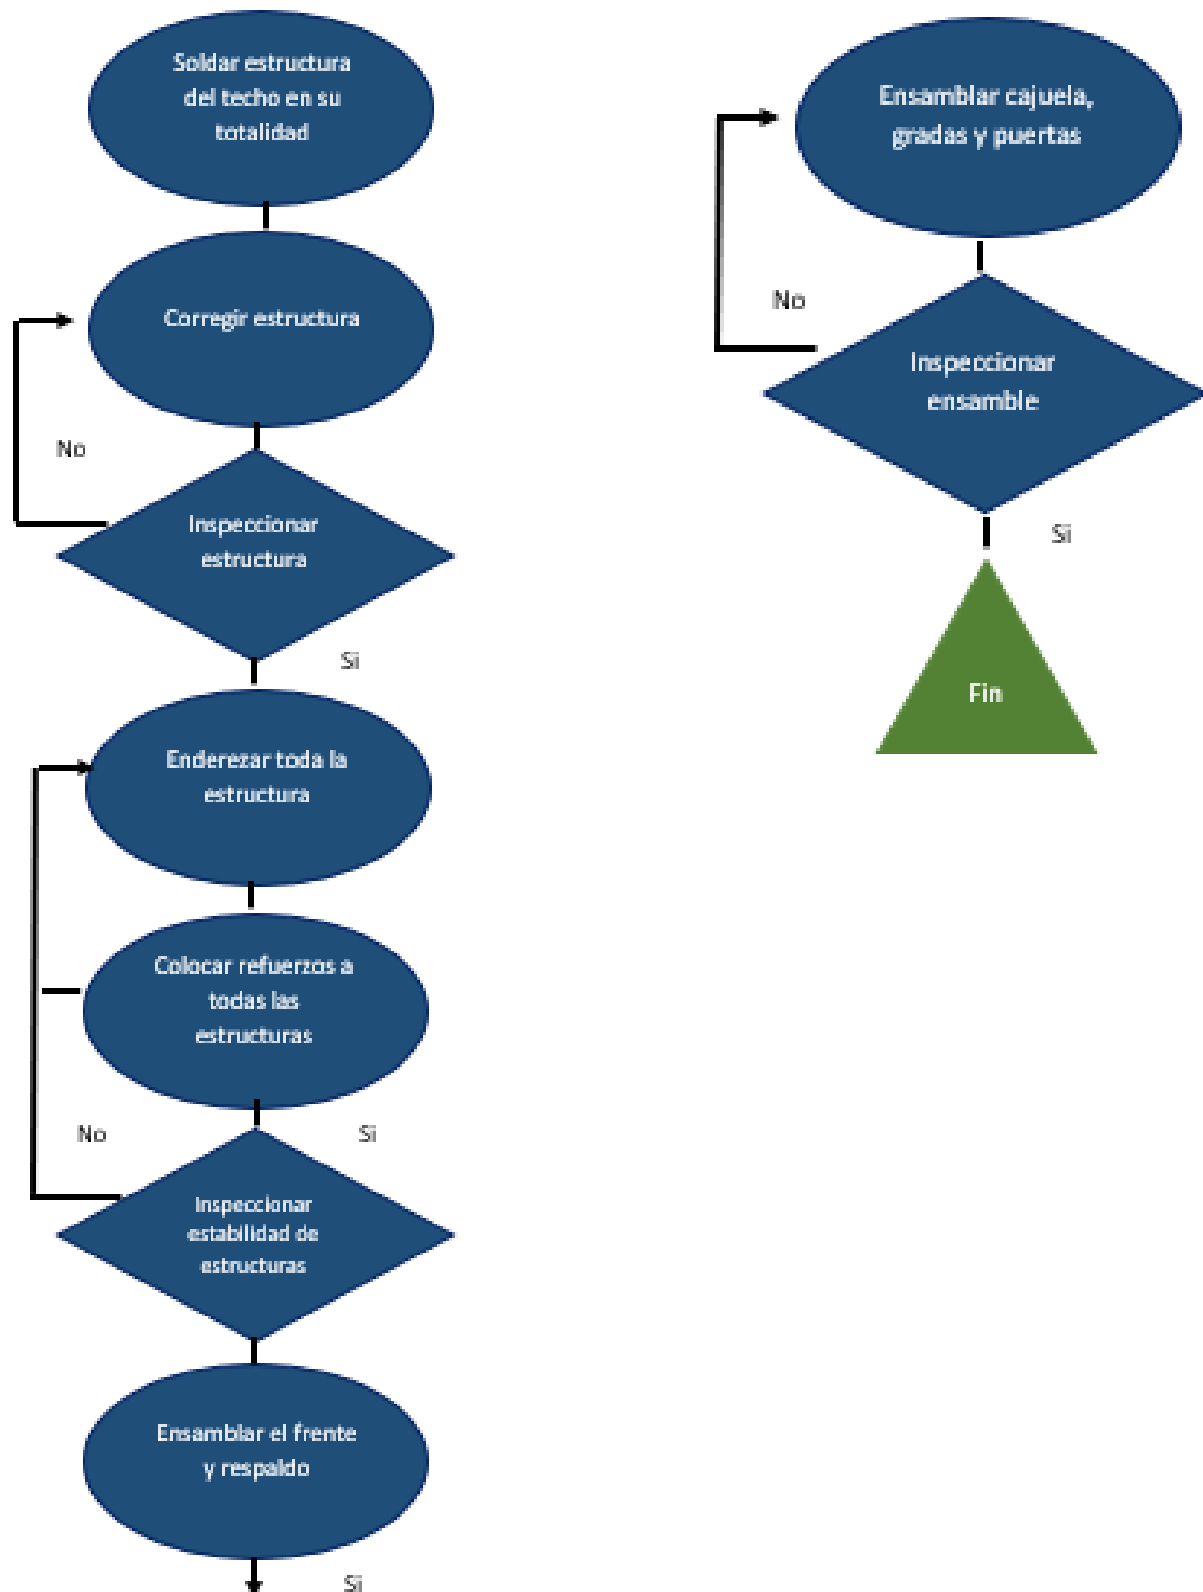 Soldar estructura
del techo en su
totalidad
Corregir estructura
No
Inspeccionar
estructura
Si
Enderezar toda la
estructura
Colocar refuerzos a
todas las
estructuras
No
Si
Inspeccionar
estabilidad de
estructuras
Ensamblar el frente
y respaldo
Si
Ensamblar cajuela,
gradas y puertas
No
Inspeccionar
ensamble
Si
Fin